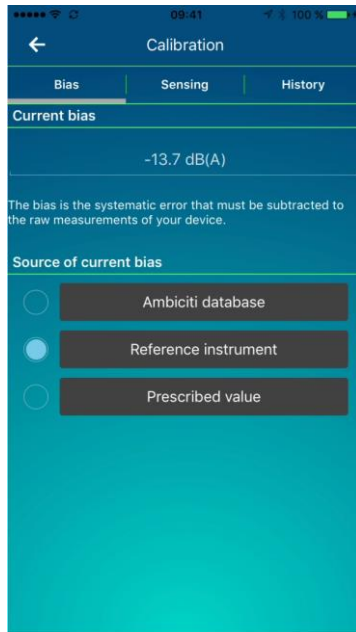 09:41
100 %
Calibration
Bias Sensing History
Current bias
-13.7 dB(A)
The bias is the systematic error that must be subtracted to
the raw measurements of your device.
Source of current bias
Ambiciti database
Reference instrument
Prescribed value